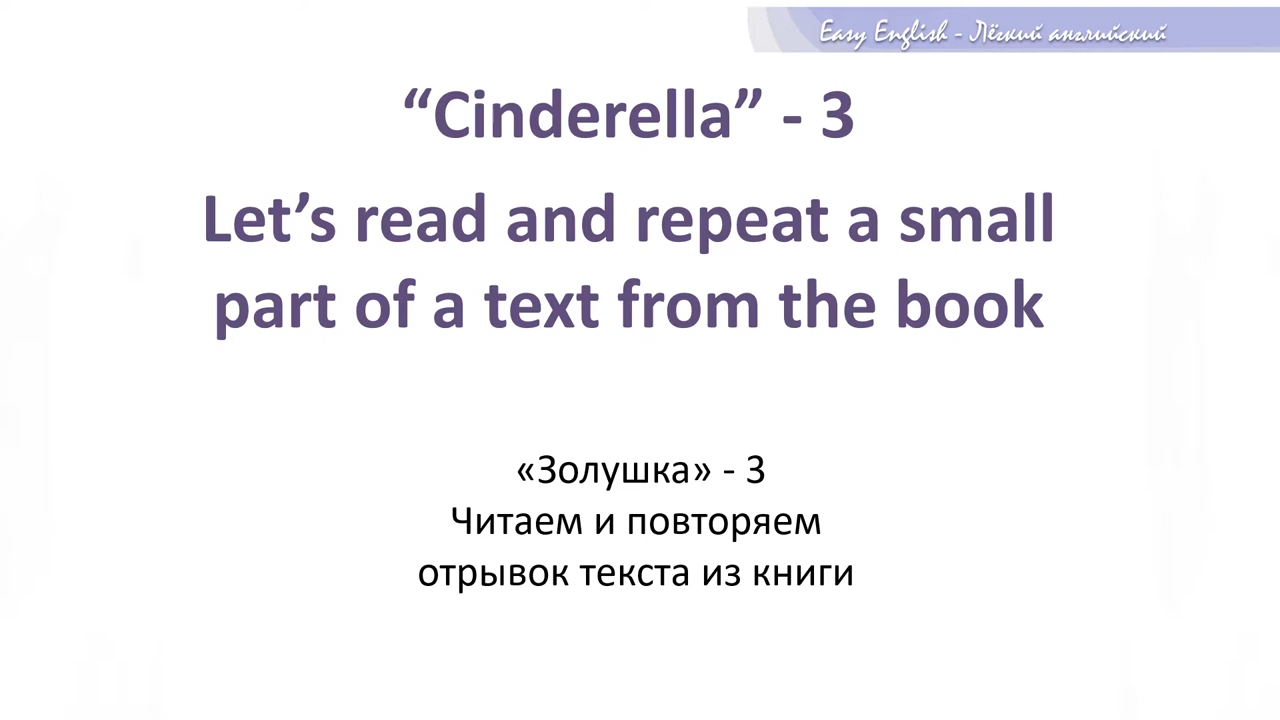 Easy English - Лёгкий английский
“Cinderella” - 3
Let’s read and repeat a small
part of a text from the book
«Золушка» - 3
Читаем и повторяем
отрывок текста из книги